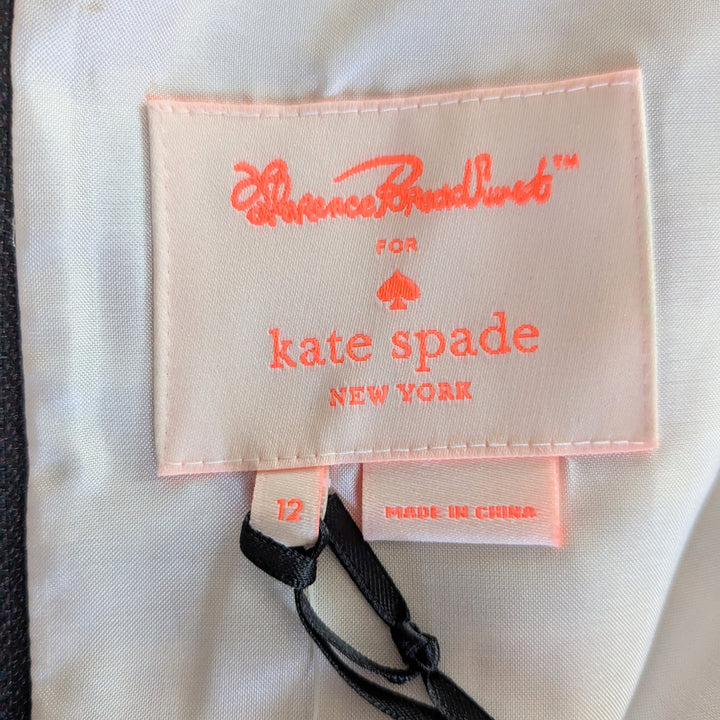 Florence Broadhurst™
FOR
kate spade
NEW YORK
12
MADE IN CHINA